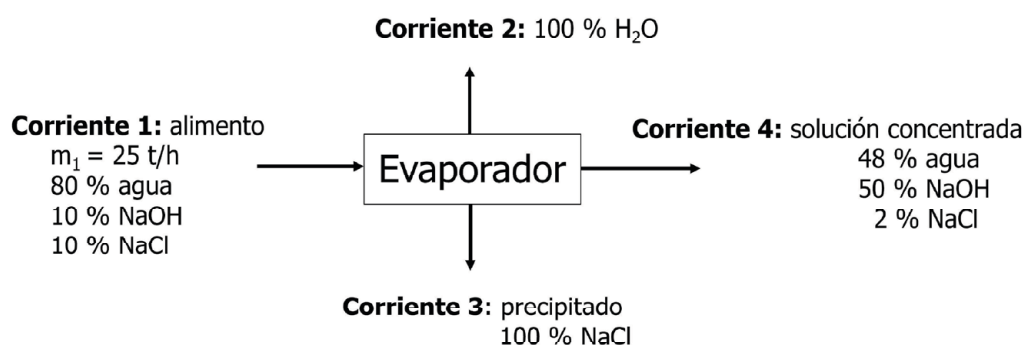 Corriente 2: 100 % H₂O
Corriente 1: alimento
m₁ = 25 t/h
80 % agua
10 % NaOH
10 % NaCl
Evaporador
Corriente 4: solución concentrada
48 % agua
50 % NaOH
2 % NaCl
Corriente 3: precipitado
100 % NaCl